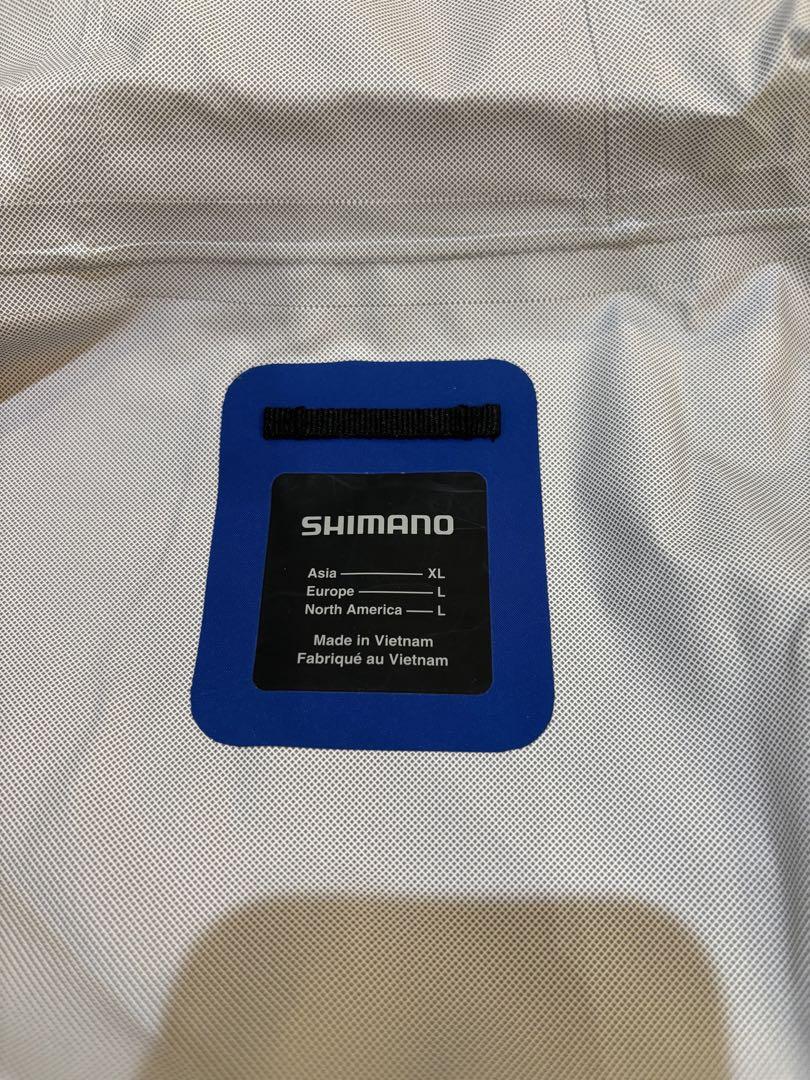 SHIMANO
Asia XL
Europe L
North America L
Made in Vietnam
Fabriqué au Vietnam